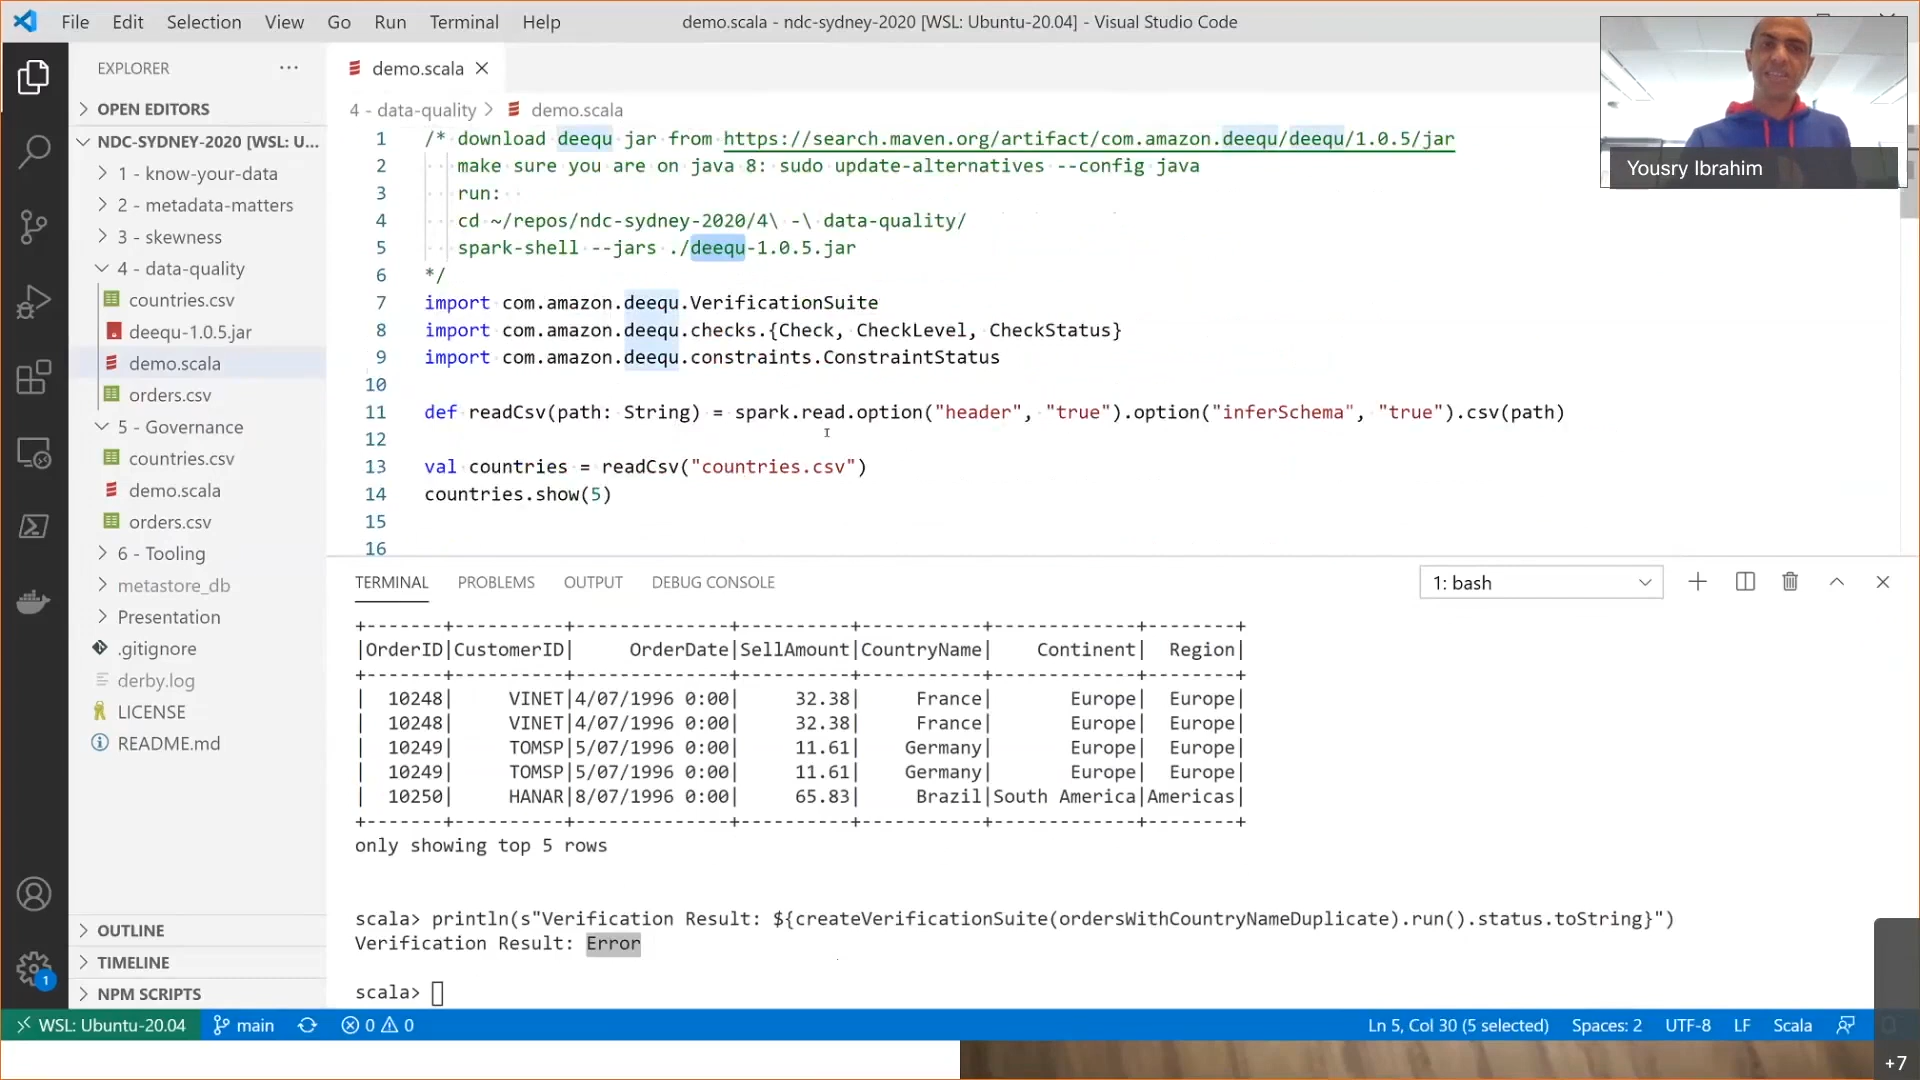 File Edit Selection View Go Run Terminal Help
demo.scala - ndc-sydney-2020 [WSL: Ubuntu-20.04] - Visual Studio Code
Yousry Ibrahim
EXPLORER
OPEN EDITORS
NDC-SYDNEY-2020 [WSL: U...
1 - know-your-data
2 - metadata-matters
3 - skewness
4 - data-quality
countries.csv
deequ-1.0.5.jar
demo.scala
orders.csv
5 - Governance
countries.csv
demo.scala
orders.csv
6 - Tooling
metastore_db
Presentation
.gitignore
derby.log
LICENSE
README.md
OUTLINE
TIMELINE
NPM SCRIPTS
1
demo.scala
4 - data-quality > demo.scala
1 /* download deequ jar from https://search.maven.org/artifact/com.amazon.deequ/deequ/1.0.5/jar
2 make sure you are on java 8: sudo update-alternatives --config java
3 run:
4 cd ~/repos/ndc-sydney-2020/4\ -\ data-quality/
5 spark-shell --jars ./deequ-1.0.5.jar
6 */
7 import com.amazon.deequ.VerificationSuite
8 import com.amazon.deequ.checks.{Check, CheckLevel, CheckStatus}
9 import com.amazon.deequ.constraints.ConstraintStatus
10
11 def readCsv(path: String) = spark.read.option("header", "true").option("inferSchema", "true").csv(path)
12
13 val countries = readCsv("countries.csv")
14 countries.show(5)
15
16
TERMINAL PROBLEMS OUTPUT DEBUG CONSOLE
1: bash
+-------+----------+--------------+----------+-----------+-------------+--------+
|OrderID|CustomerID|     OrderDate|SellAmount|CountryName|    Continent|  Region|
+-------+----------+--------------+----------+-----------+-------------+--------+
|  10248|     VINET|4/07/1996 0:00|     32.38|     France|       Europe|  Europe|
|  10248|     VINET|4/07/1996 0:00|     32.38|     France|       Europe|  Europe|
|  10249|     TOMSP|5/07/1996 0:00|     11.61|    Germany|       Europe|  Europe|
|  10249|     TOMSP|5/07/1996 0:00|     11.61|    Germany|       Europe|  Europe|
|  10250|     HANAR|8/07/1996 0:00|     65.83|     Brazil|South America|Americas|
+-------+----------+--------------+----------+-----------+-------------+--------+
only showing top 5 rows
scala> println(s"Verification Result: ${createVerificationSuite(ordersWithCountryNameDuplicate).run().status.toString}")
Verification Result: Error
scala>
WSL: Ubuntu-20.04 main 0 0
Ln 5, Col 30 (5 selected) Spaces: 2 UTF-8 LF Scala
+7